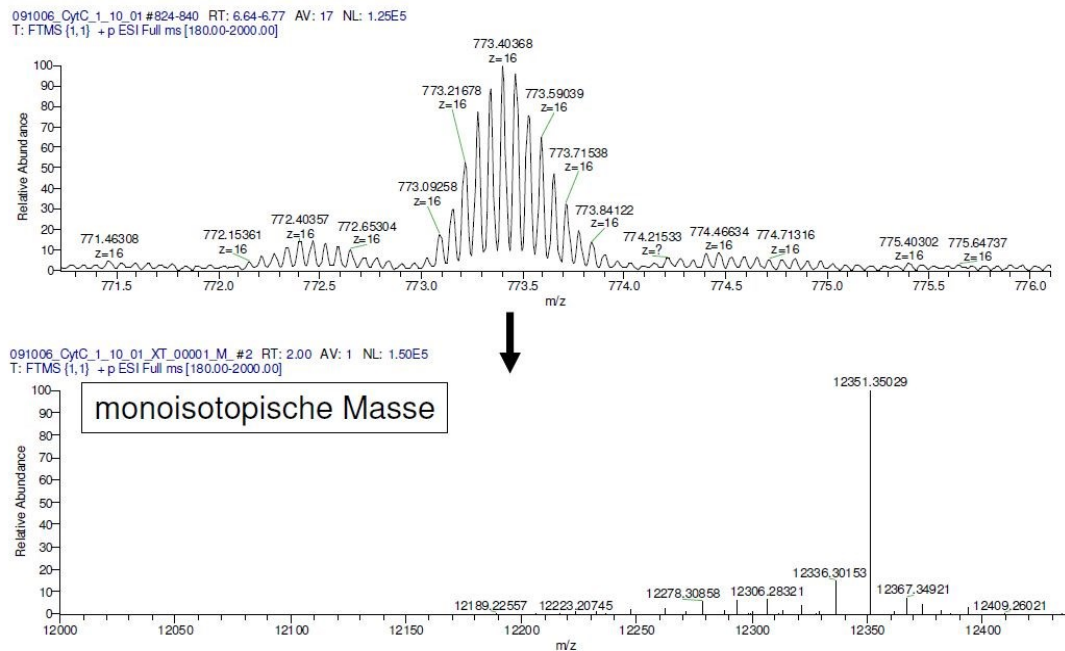 091006_CytC_1_10_01 #824-840 RT: 6.64-6.77 AV: 17 NL: 1.25E5
T: FTMS {1,1} + p ESI Full ms [180.00-2000.00]
773.40368
z=16
773.21678
z=16
773.59039
z=16
773.71538
z=16
773.09258
z=16
773.84122
z=16
771.46308
z=16
772.15361
z=16
772.40357
z=16
772.65304
z=16
774.21533
z=?
774.46634
z=16
774.71316
z=16
775.40302
z=16
775.64737
z=16
Relative Abundance
100
90
80
70
60
50
40
30
20
10
0
771.5 772.0 772.5 773.0 773.5 774.0 774.5 775.0 775.5 776.0
m/z
091006_CytC_1_10_01_XT_00001_M_ #2 RT: 2.00 AV: 1 NL: 1.50E5
T: FTMS {1,1} + p ESI Full ms [180.00-2000.00]
monoisotopische Masse
12351.35029
12336.30153
12367.34921
12278.30858
12306.28321
12189.22557
12223.20745
12409.26021
Relative Abundance
100
90
80
70
60
50
40
30
20
10
0
12000 12050 12100 12150 12200 12250 12300 12350 12400
m/z